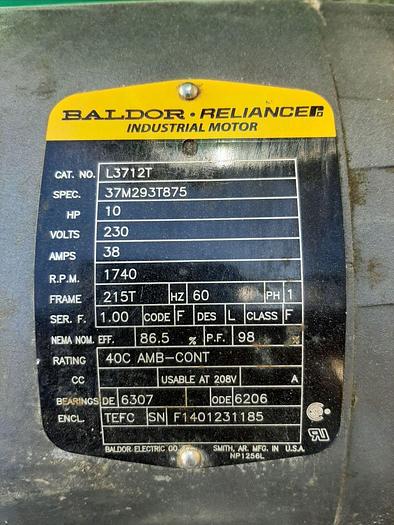 BALDOR • RELIANCE
INDUSTRIAL MOTOR
CAT. NO. L3712T
SPEC. 37M293T875
HP 10
VOLTS 230
AMPS 38
R.P.M. 1740
FRAME 215T HZ 60 PH 1
SER. F. 1.00 CODE F DES L CLASS F
NEMA NOM. EFF. 86.5 % P.F. 98 %
RATING 40C AMB-CONT
CC USABLE AT 208V A
BEARINGS DE 6307 ODE 6206
ENCL. TEFC SN F1401231185
BALDOR ELECTRIC CO. SMITH, AR. MFG. IN U.S.A.
NP1256L